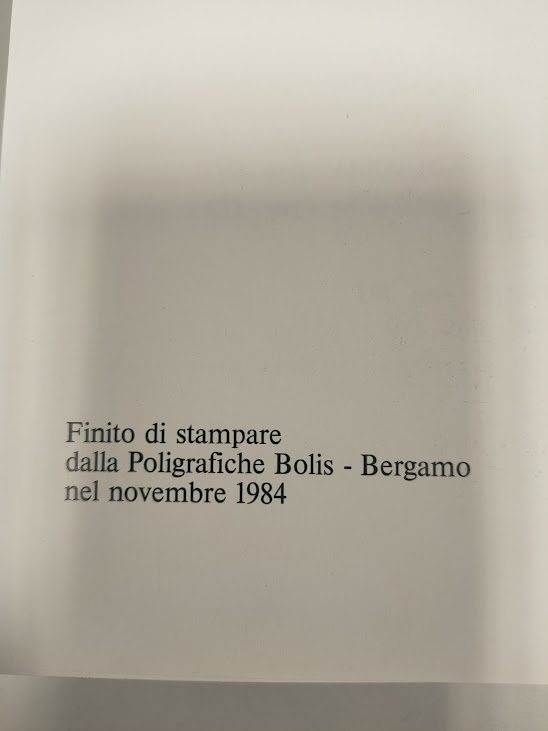 Finito di stampare
dalla Poligrafiche Bolis - Bergamo
nel novembre 1984